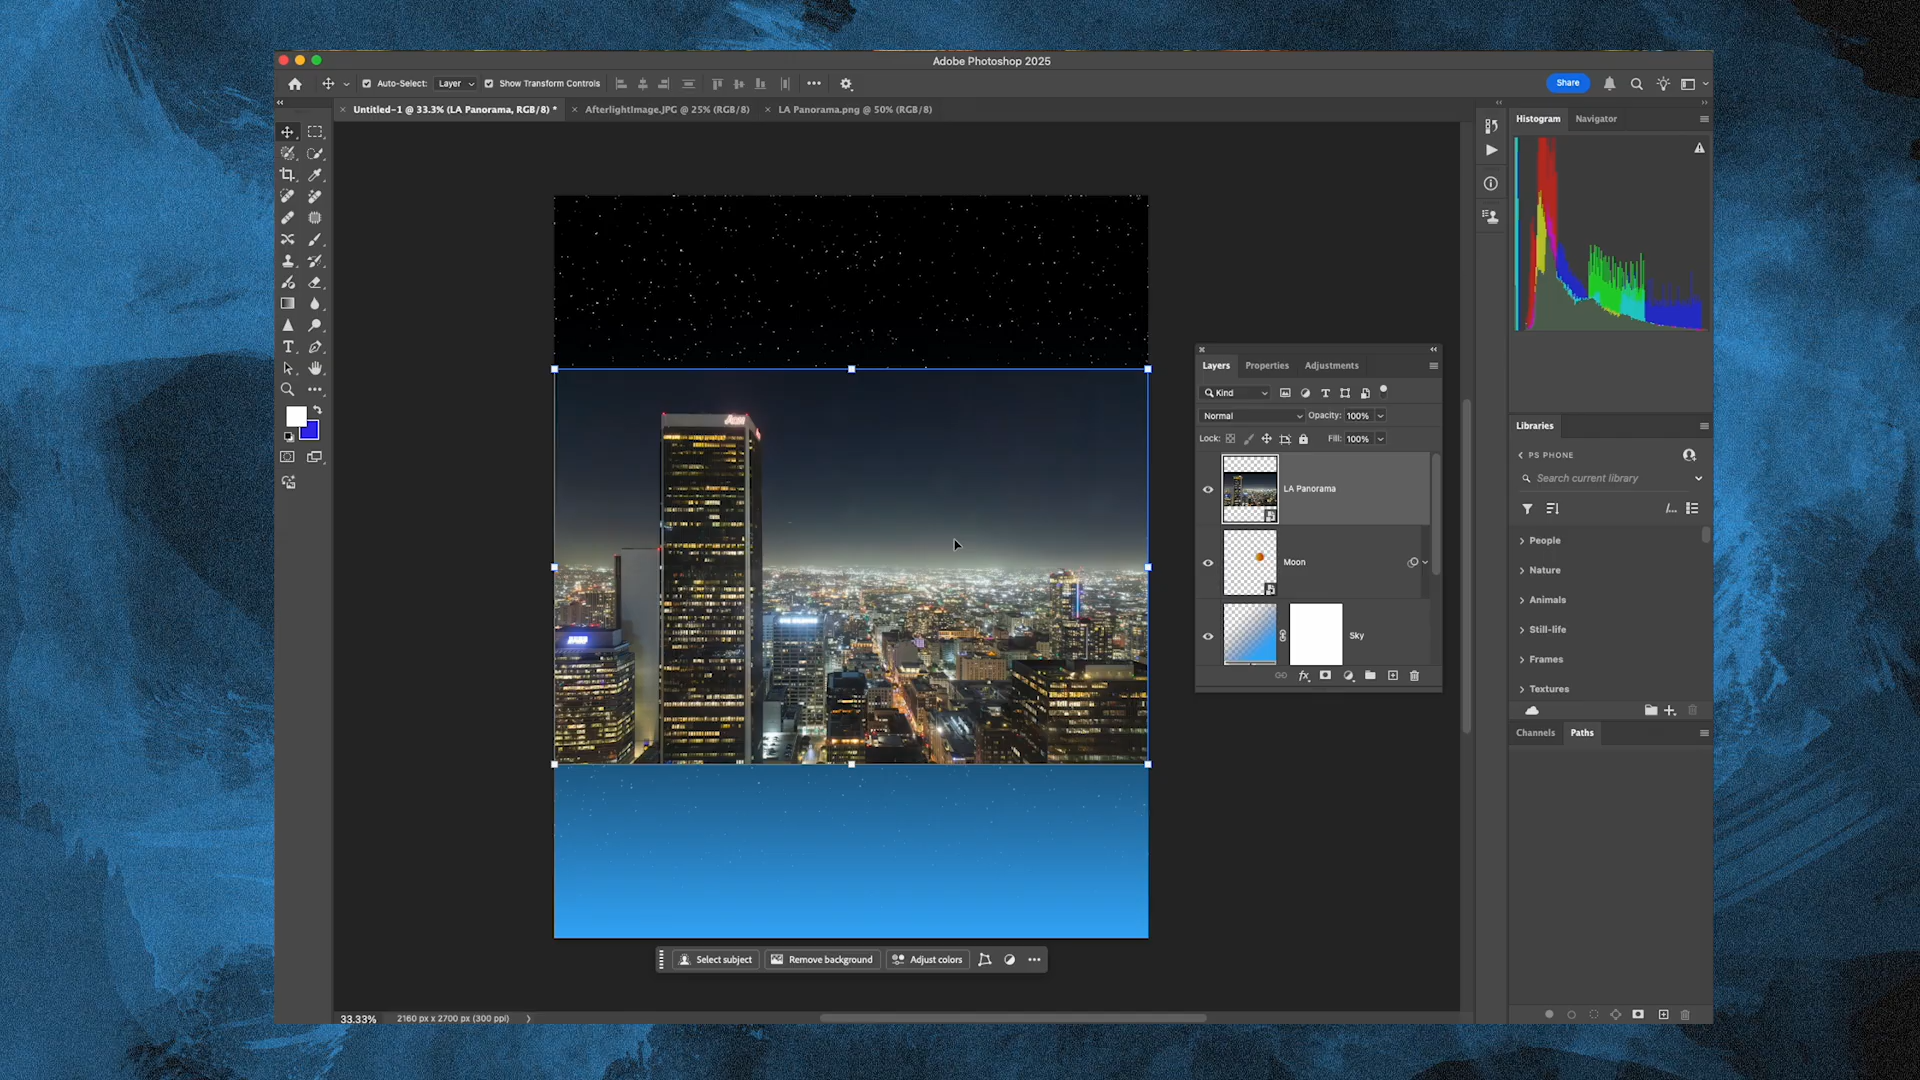 Adobe Photoshop 2025
Auto-Select: Layer Show Transform Controls
Share
Untitled-1 @ 33.3% (LA Panorama, RGB/8) * AfterlightImage.JPG @ 25% (RGB/8) LA Panorama.png @ 50% (RGB/8)
Histogram Navigator
Layers Properties Adjustments
Kind
Normal Opacity: 100%
Lock: Fill: 100%
LA Panorama
Moon
Sky
Libraries
PS PHONE
Search current library
People
Nature
Animals
Still-life
Frames
Textures
Channels Paths
Select subject Remove background Adjust colors
33.33% 2160 px x 2700 px (300 ppi)